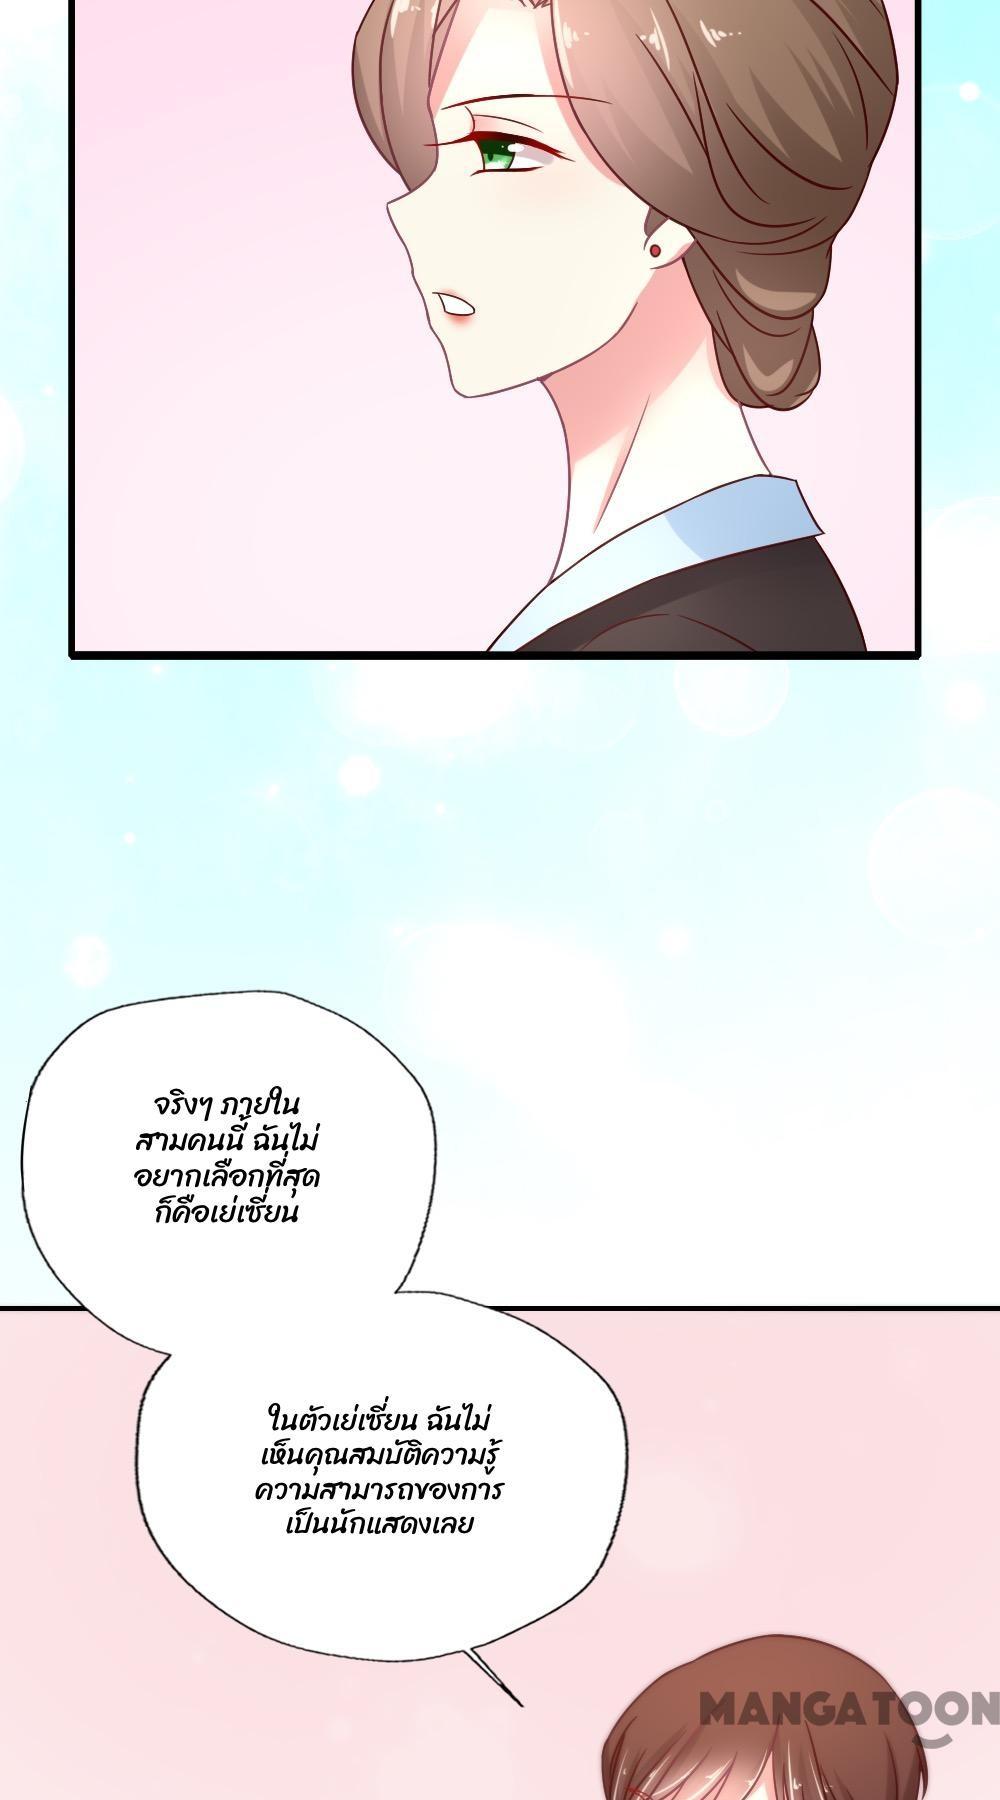 จริงๆ ภายใน
สามคนนี้ ฉันไม่
อยากเลือกที่สุด
ก็คือเย่เซี่ยน
ในตัวเย่เซี่ยน ฉันไม่
เห็นคุณสมบัติความรู้
ความสามารถของการ
เป็นนักแสดงเลย
MANGATOON